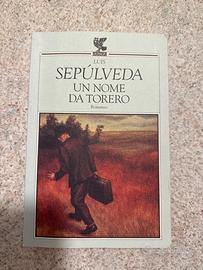 LUIS
SEPÚLVEDA
UN NOME
DA TORERO
Romanzo